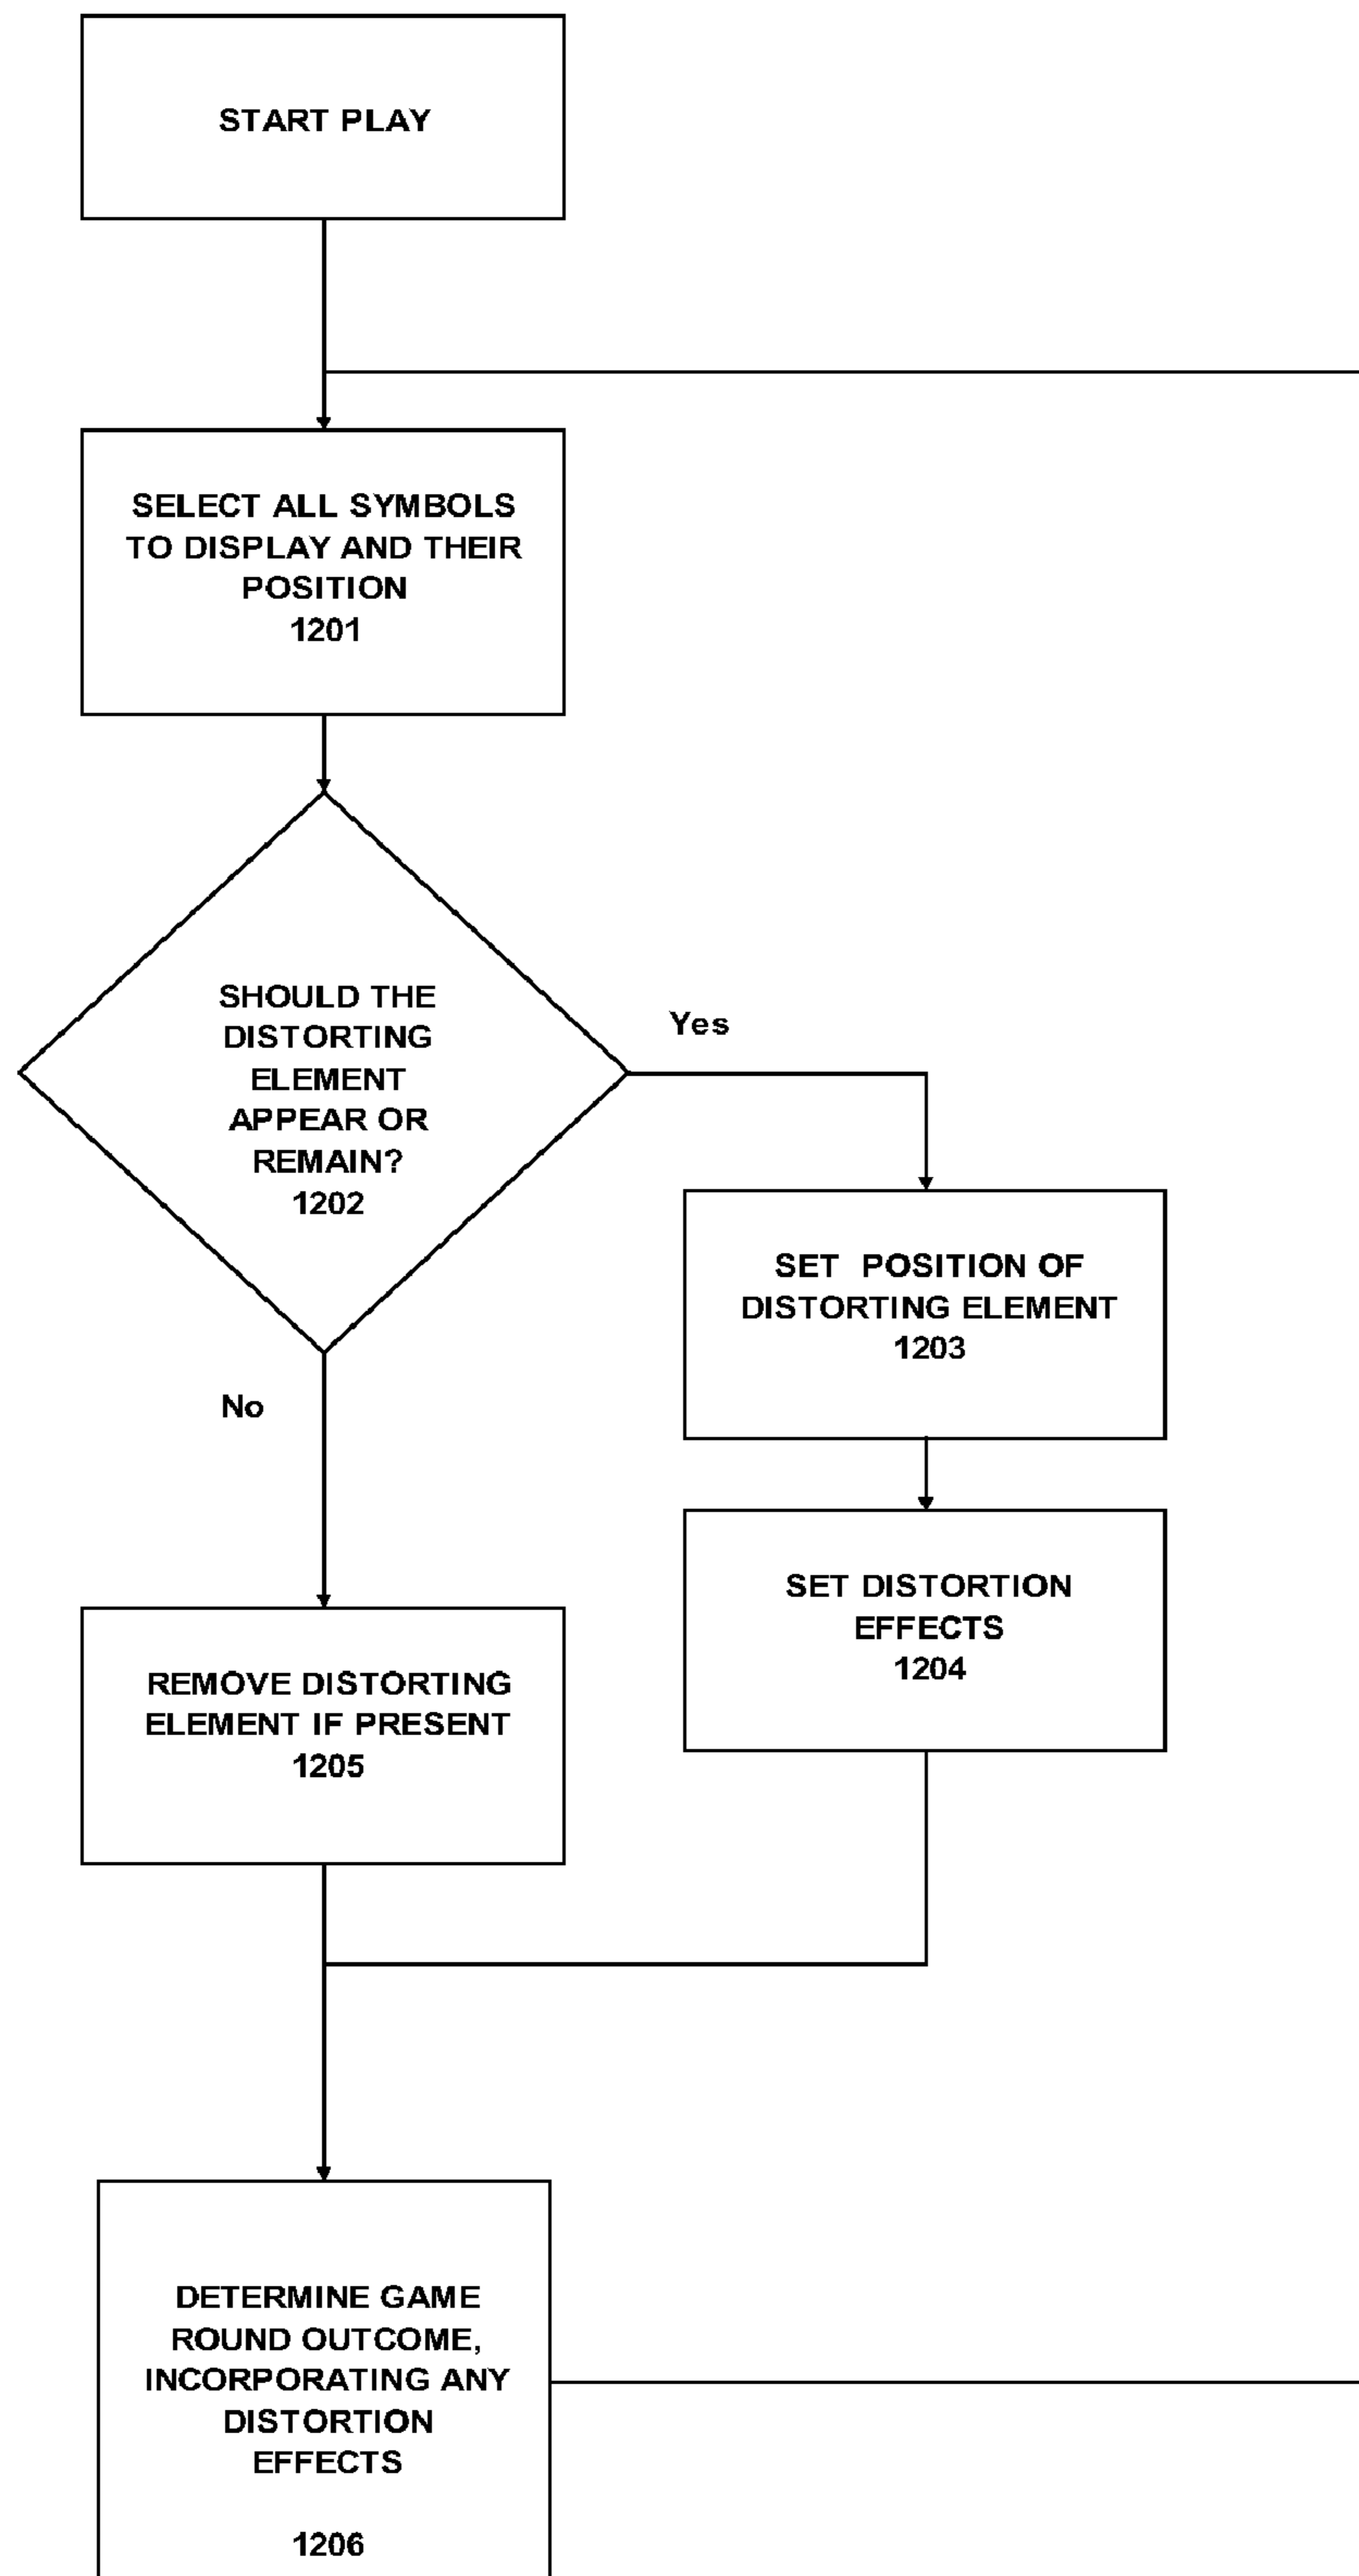 START PLAY
SELECT ALL SYMBOLS
TO DISPLAY AND THEIR
POSITION
1201
SHOULD THE
DISTORTING
ELEMENT
APPEAR OR
REMAIN?
1202
Yes
SET POSITION OF
DISTORTING ELEMENT
1203
No
SET DISTORTION
EFFECTS
1204
REMOVE DISTORTING
ELEMENT IF PRESENT
1205
DETERMINE GAME
ROUND OUTCOME,
INCORPORATING ANY
DISTORTION
EFFECTS
1206